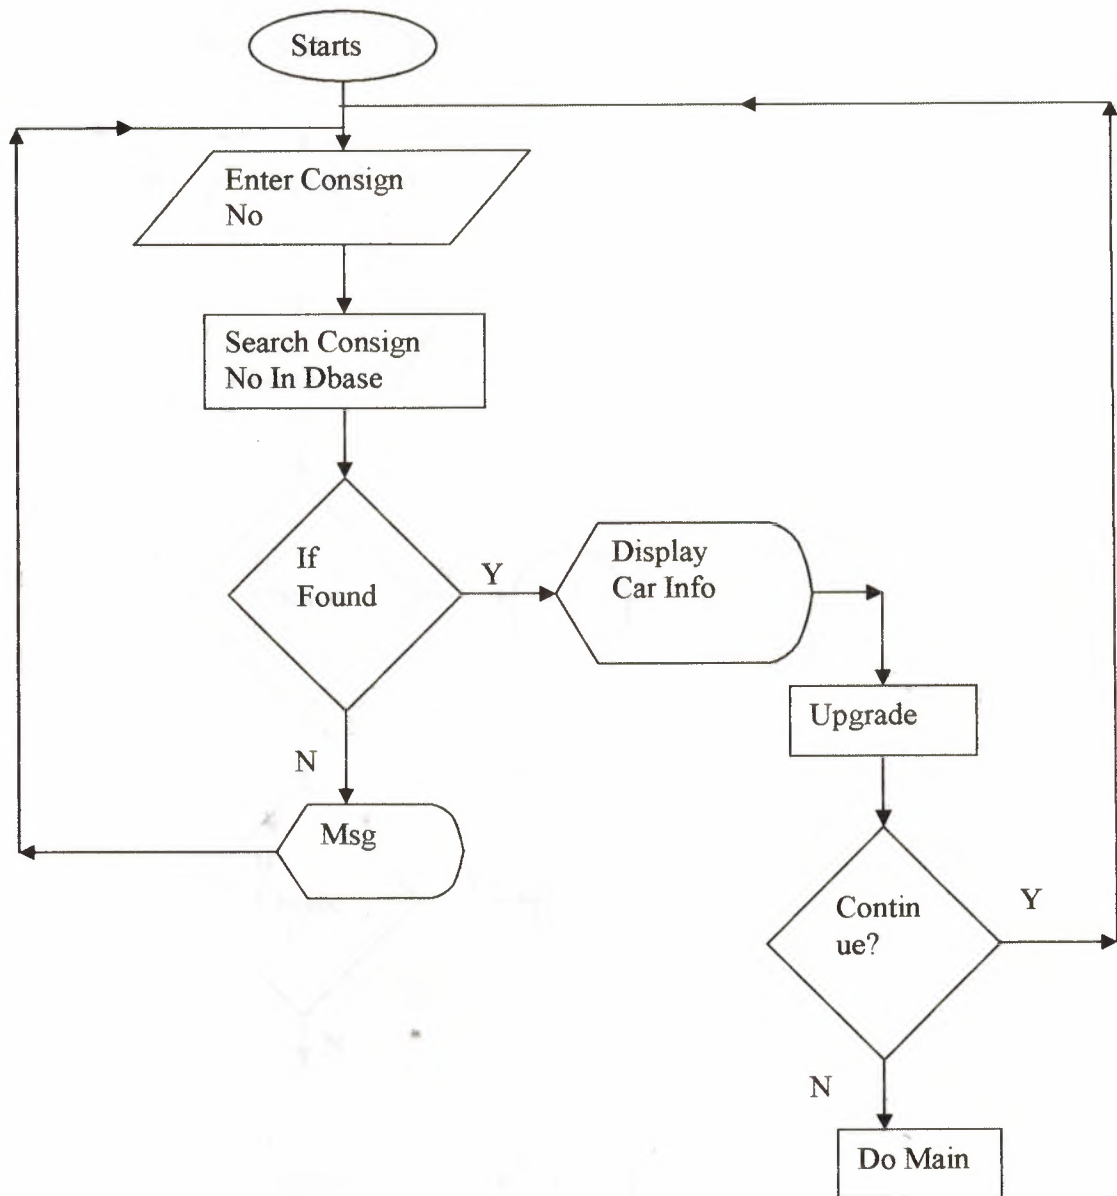 Starts
Enter Consign
No
Search Consign
No In Dbase
If
Found
Y
Display
Car Info
Upgrade
N
Msg
Contin
ue?
Y
N
Do Main